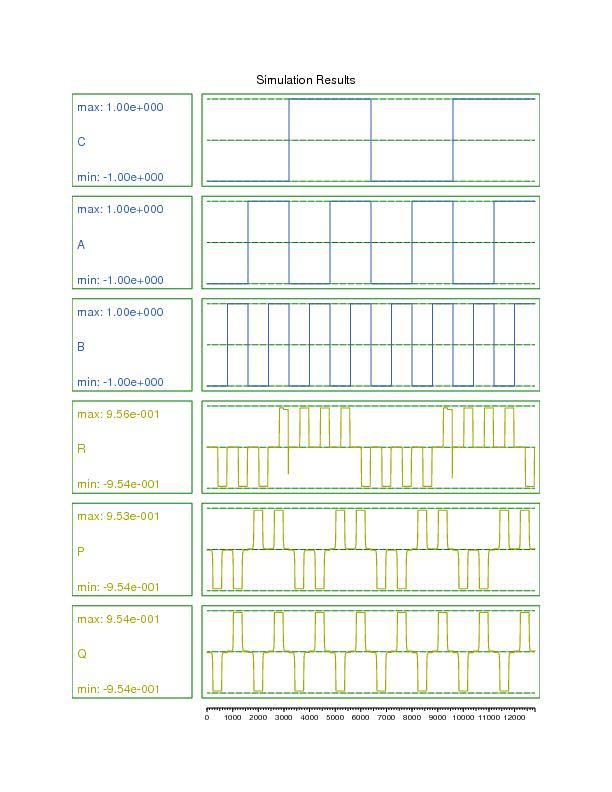 Simulation Results
max: 1.00e+000
C
min: -1.00e+000
max: 1.00e+000
A
min: -1.00e+000
max: 1.00e+000
B
min: -1.00e+000
max: 9.56e-001
R
min: -9.54e-001
max: 9.53e-001
P
min: -9.54e-001
max: 9.54e-001
Q
min: -9.54e-001
0 1000 2000 3000 4000 5000 6000 7000 8000 9000 10000 11000 12000